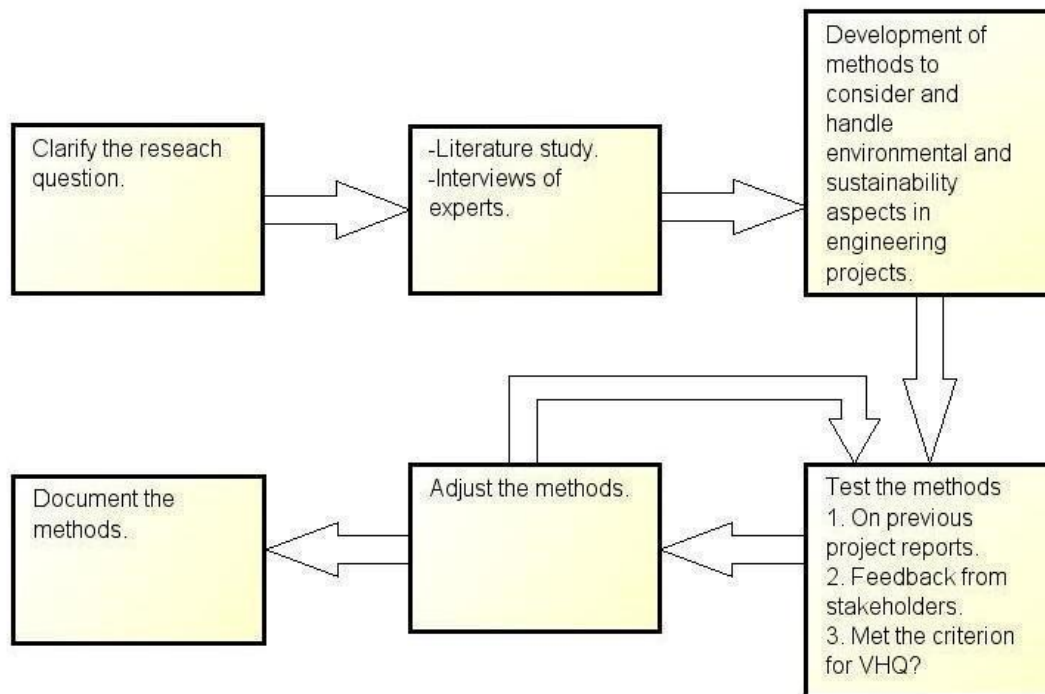 Clarify the reseach
question.
-Literature study.
-Interviews of
experts.
Development of
methods to
consider and
handle
environmental and
sustainability
aspects in
engineering
projects.
Test the methods
1. On previous
project reports.
2. Feedback from
stakeholders.
3. Met the criterion
for VHQ?
Adjust the methods.
Document the
methods.